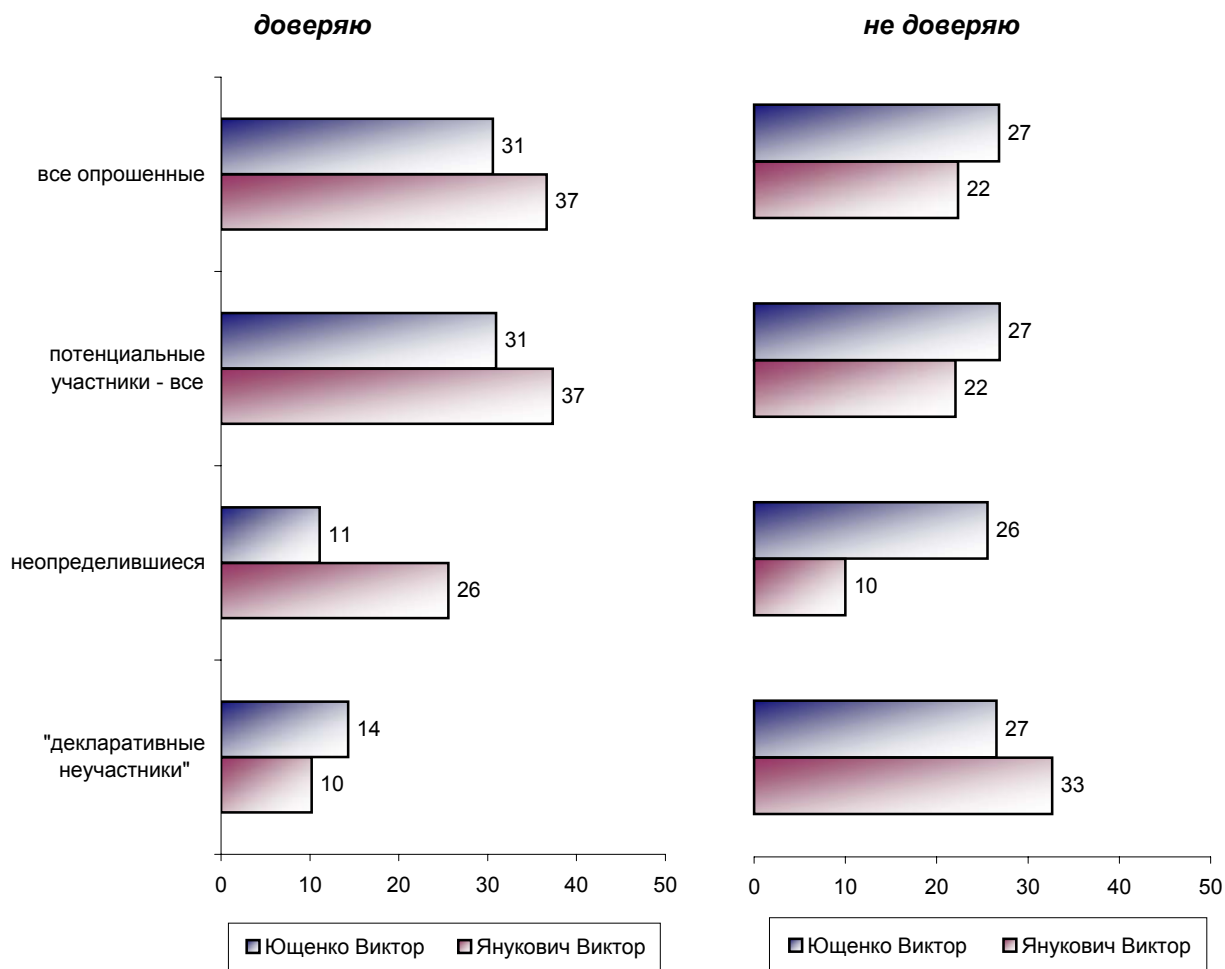 доверяю
все опрошенные
31
37
потенциальные
участники - все
31
37
неопределившиеся
11
26
"декларативные
неучастники"
14
10
0 10 20 30 40 50
Ющенко Виктор Янукович Виктор
не доверяю
27
22
27
22
26
10
27
33
0 10 20 30 40 50
Ющенко Виктор Янукович Виктор